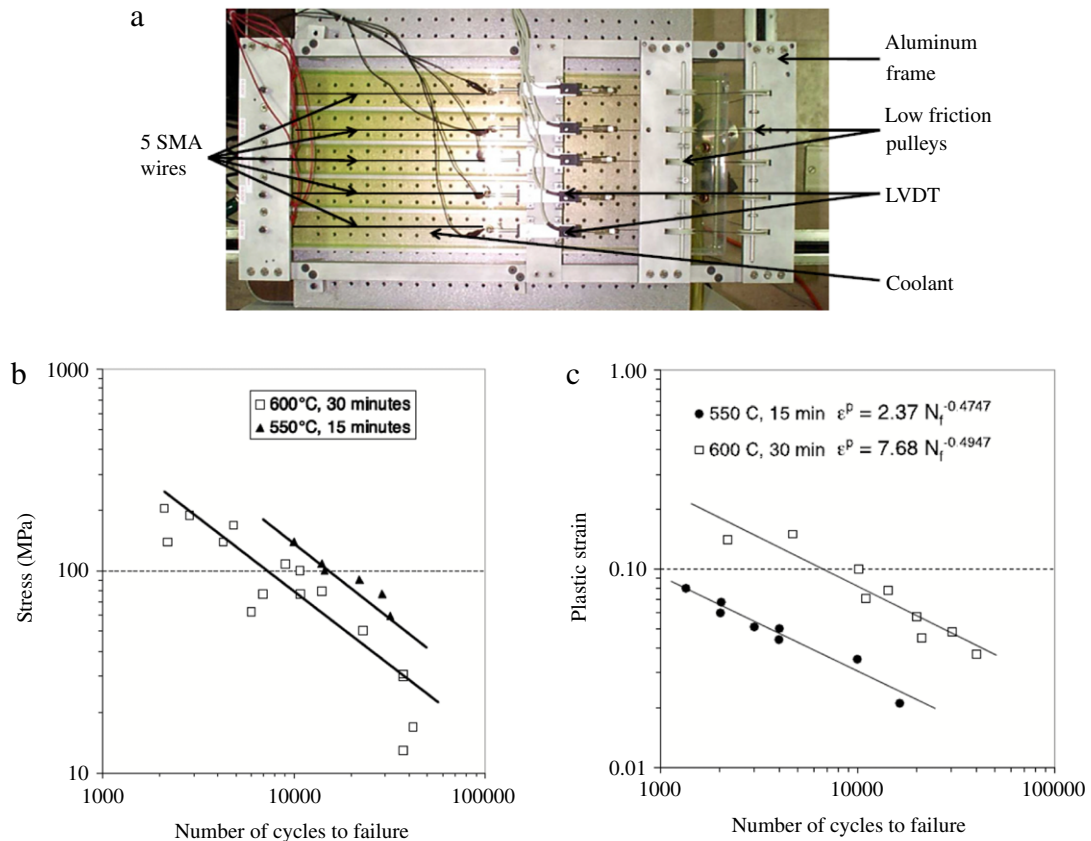 a
Aluminum
frame
Low friction
pulleys
5 SMA
wires
LVDT
Coolant
b
1000
100
10
1000
10000
100000
Stress (MPa)
Number of cycles to failure
600°C, 30 minutes
550°C, 15 minutes
c
1.00
0.10
0.01
1000
10000
100000
Plastic strain
Number of cycles to failure
550 C, 15 min εᵖ = 2.37 N_f^-0.4747
600 C, 30 min εᵖ = 7.68 N_f^-0.4947